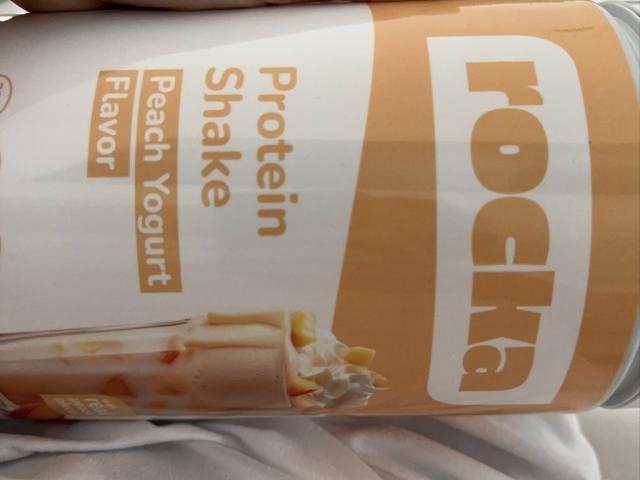 rocka
Protein
Shake
Peach Yogurt
Flavor